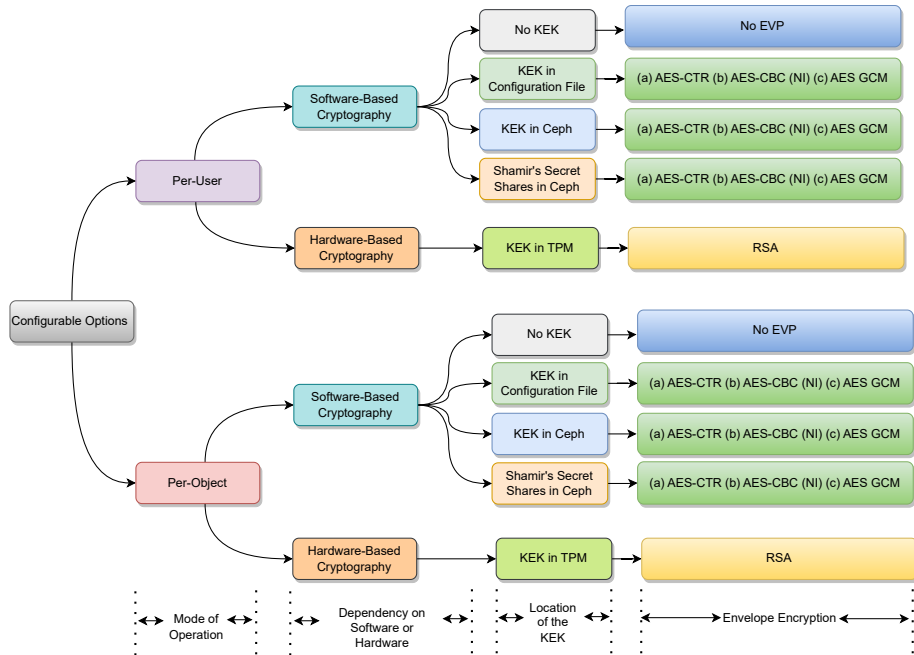 No KEK
No EVP
KEK in
Configuration File
(a) AES-CTR (b) AES-CBC (NI) (c) AES GCM
Software-Based
Cryptography
KEK in Ceph
(a) AES-CTR (b) AES-CBC (NI) (c) AES GCM
Shamir's Secret
Shares in Ceph
(a) AES-CTR (b) AES-CBC (NI) (c) AES GCM
Per-User
Hardware-Based
Cryptography
KEK in TPM
RSA
Configurable Options
No KEK
No EVP
KEK in
Configuration File
(a) AES-CTR (b) AES-CBC (NI) (c) AES GCM
Software-Based
Cryptography
KEK in Ceph
(a) AES-CTR (b) AES-CBC (NI) (c) AES GCM
Shamir's Secret
Shares in Ceph
(a) AES-CTR (b) AES-CBC (NI) (c) AES GCM
Per-Object
Hardware-Based
Cryptography
KEK in TPM
RSA
Mode of
Operation
Dependency on
Software or
Hardware
Location
of the
KEK
Envelope Encryption